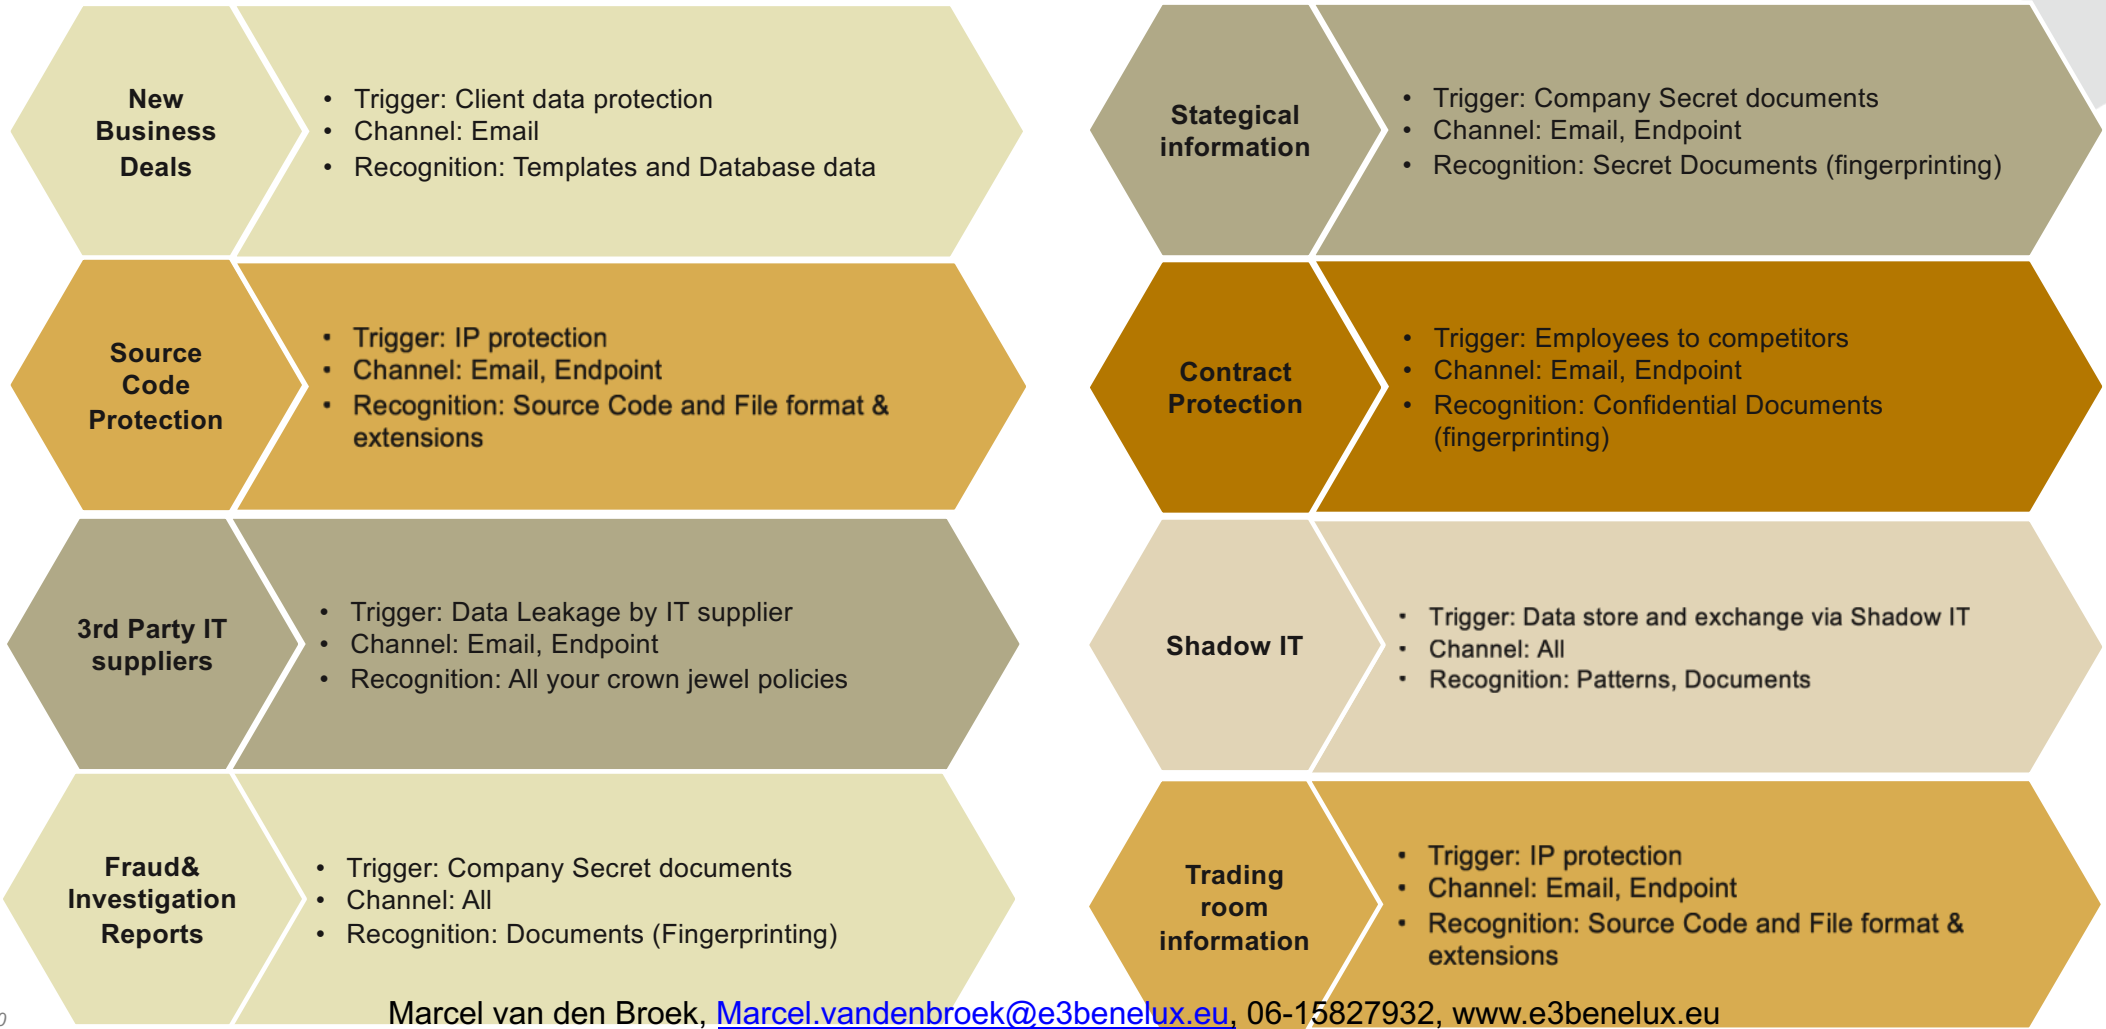 New
Business
Deals
• Trigger: Client data protection
• Channel: Email
• Recognition: Templates and Database data
Source
Code
Protection
• Trigger: IP protection
• Channel: Email, Endpoint
• Recognition: Source Code and File format &
extensions
3rd Party IT
suppliers
• Trigger: Data Leakage by IT supplier
• Channel: Email, Endpoint
• Recognition: All your crown jewel policies
Fraud&
Investigation
Reports
• Trigger: Company Secret documents
• Channel: All
• Recognition: Documents (Fingerprinting)
Stategical
information
• Trigger: Company Secret documents
• Channel: Email, Endpoint
• Recognition: Secret Documents (fingerprinting)
Contract
Protection
• Trigger: Employees to competitors
• Channel: Email, Endpoint
• Recognition: Confidential Documents
(fingerprinting)
Shadow IT
• Trigger: Data store and exchange via Shadow IT
• Channel: All
• Recognition: Patterns, Documents
Trading
room
information
• Trigger: IP protection
• Channel: Email, Endpoint
• Recognition: Source Code and File format &
extensions
Marcel van den Broek, Marcel.vandenbroek@e3benelux.eu, 06-15827932, www.e3benelux.eu